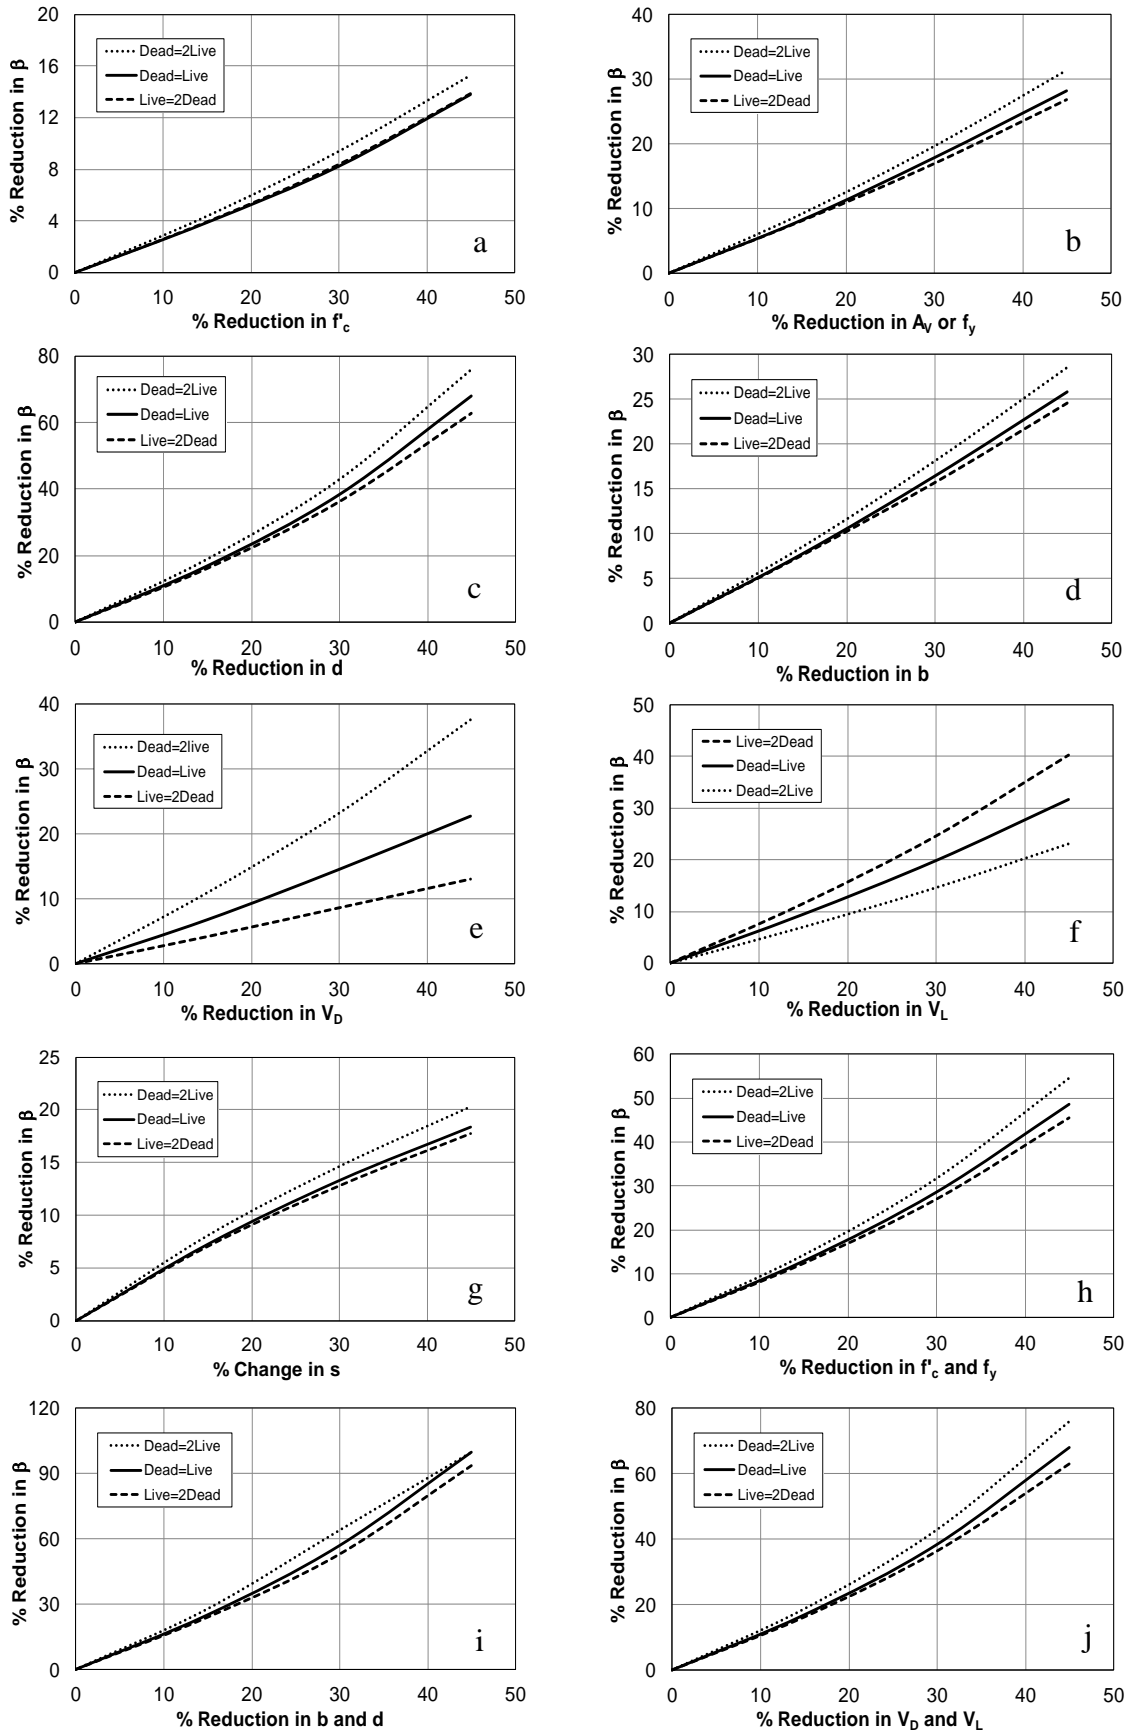 % Reduction in β
20
16
12
8
4
0
Dead=2Live
Dead=Live
Live=2Dead
a
0 10 20 30 40 50
% Reduction in f'c
% Reduction in β
40
30
20
10
0
Dead=2Live
Dead=Live
Live=2Dead
b
0 10 20 30 40 50
% Reduction in AV or fy
% Reduction in β
80
60
40
20
0
Dead=2Live
Dead=Live
Live=2Dead
c
0 10 20 30 40 50
% Reduction in d
% Reduction in β
30
25
20
15
10
5
0
Dead=2Live
Dead=Live
Live=2Dead
d
0 10 20 30 40 50
% Reduction in b
% Reduction in β
40
30
20
10
0
Dead=2live
Dead=Live
Live=2Dead
e
0 10 20 30 40 50
% Reduction in VD
% Reduction in β
50
40
30
20
10
0
Live=2Dead
Dead=Live
Dead=2Live
f
0 10 20 30 40 50
% Reduction in VL
% Reduction in β
25
20
15
10
5
0
Dead=2Live
Dead=Live
Live=2Dead
g
0 10 20 30 40 50
% Change in s
% Reduction in β
60
50
40
30
20
10
0
Dead=2Live
Dead=Live
Live=2Dead
h
0 10 20 30 40 50
% Reduction in f'c and fy
% Reduction in β
120
90
60
30
0
Dead=2Live
Dead=Live
Live=2Dead
i
0 10 20 30 40 50
% Reduction in b and d
% Reduction in β
80
60
40
20
0
Dead=2Live
Dead=Live
Live=2Dead
j
0 10 20 30 40 50
% Reduction in VD and VL